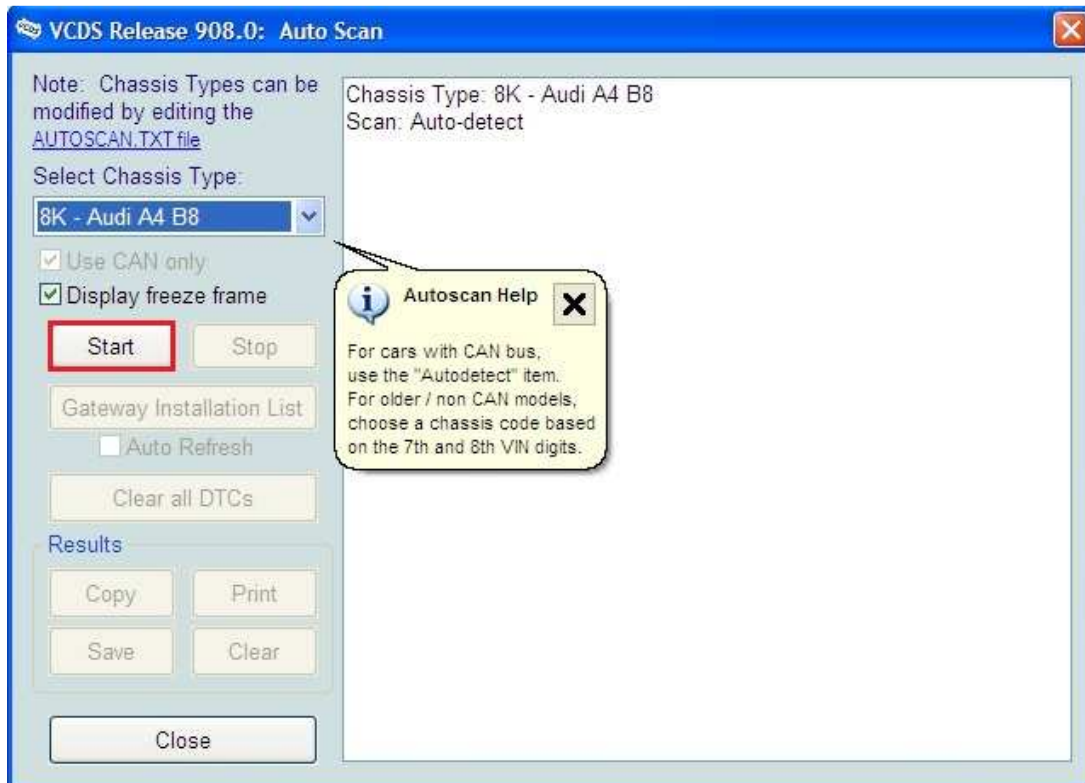 VCDS Release 908.0: Auto Scan
Note: Chassis Types can be
modified by editing the
AUTOSCAN.TXT file
Select Chassis Type:
8K - Audi A4 B8
Use CAN only
Display freeze frame
Start
Stop
Gateway Installation List
Auto Refresh
Clear all DTCs
Results
Copy
Print
Save
Clear
Close
Chassis Type: 8K - Audi A4 B8
Scan: Auto-detect
Autoscan Help
For cars with CAN bus,
use the "Autodetect" item.
For older / non CAN models,
choose a chassis code based
on the 7th and 8th VIN digits.